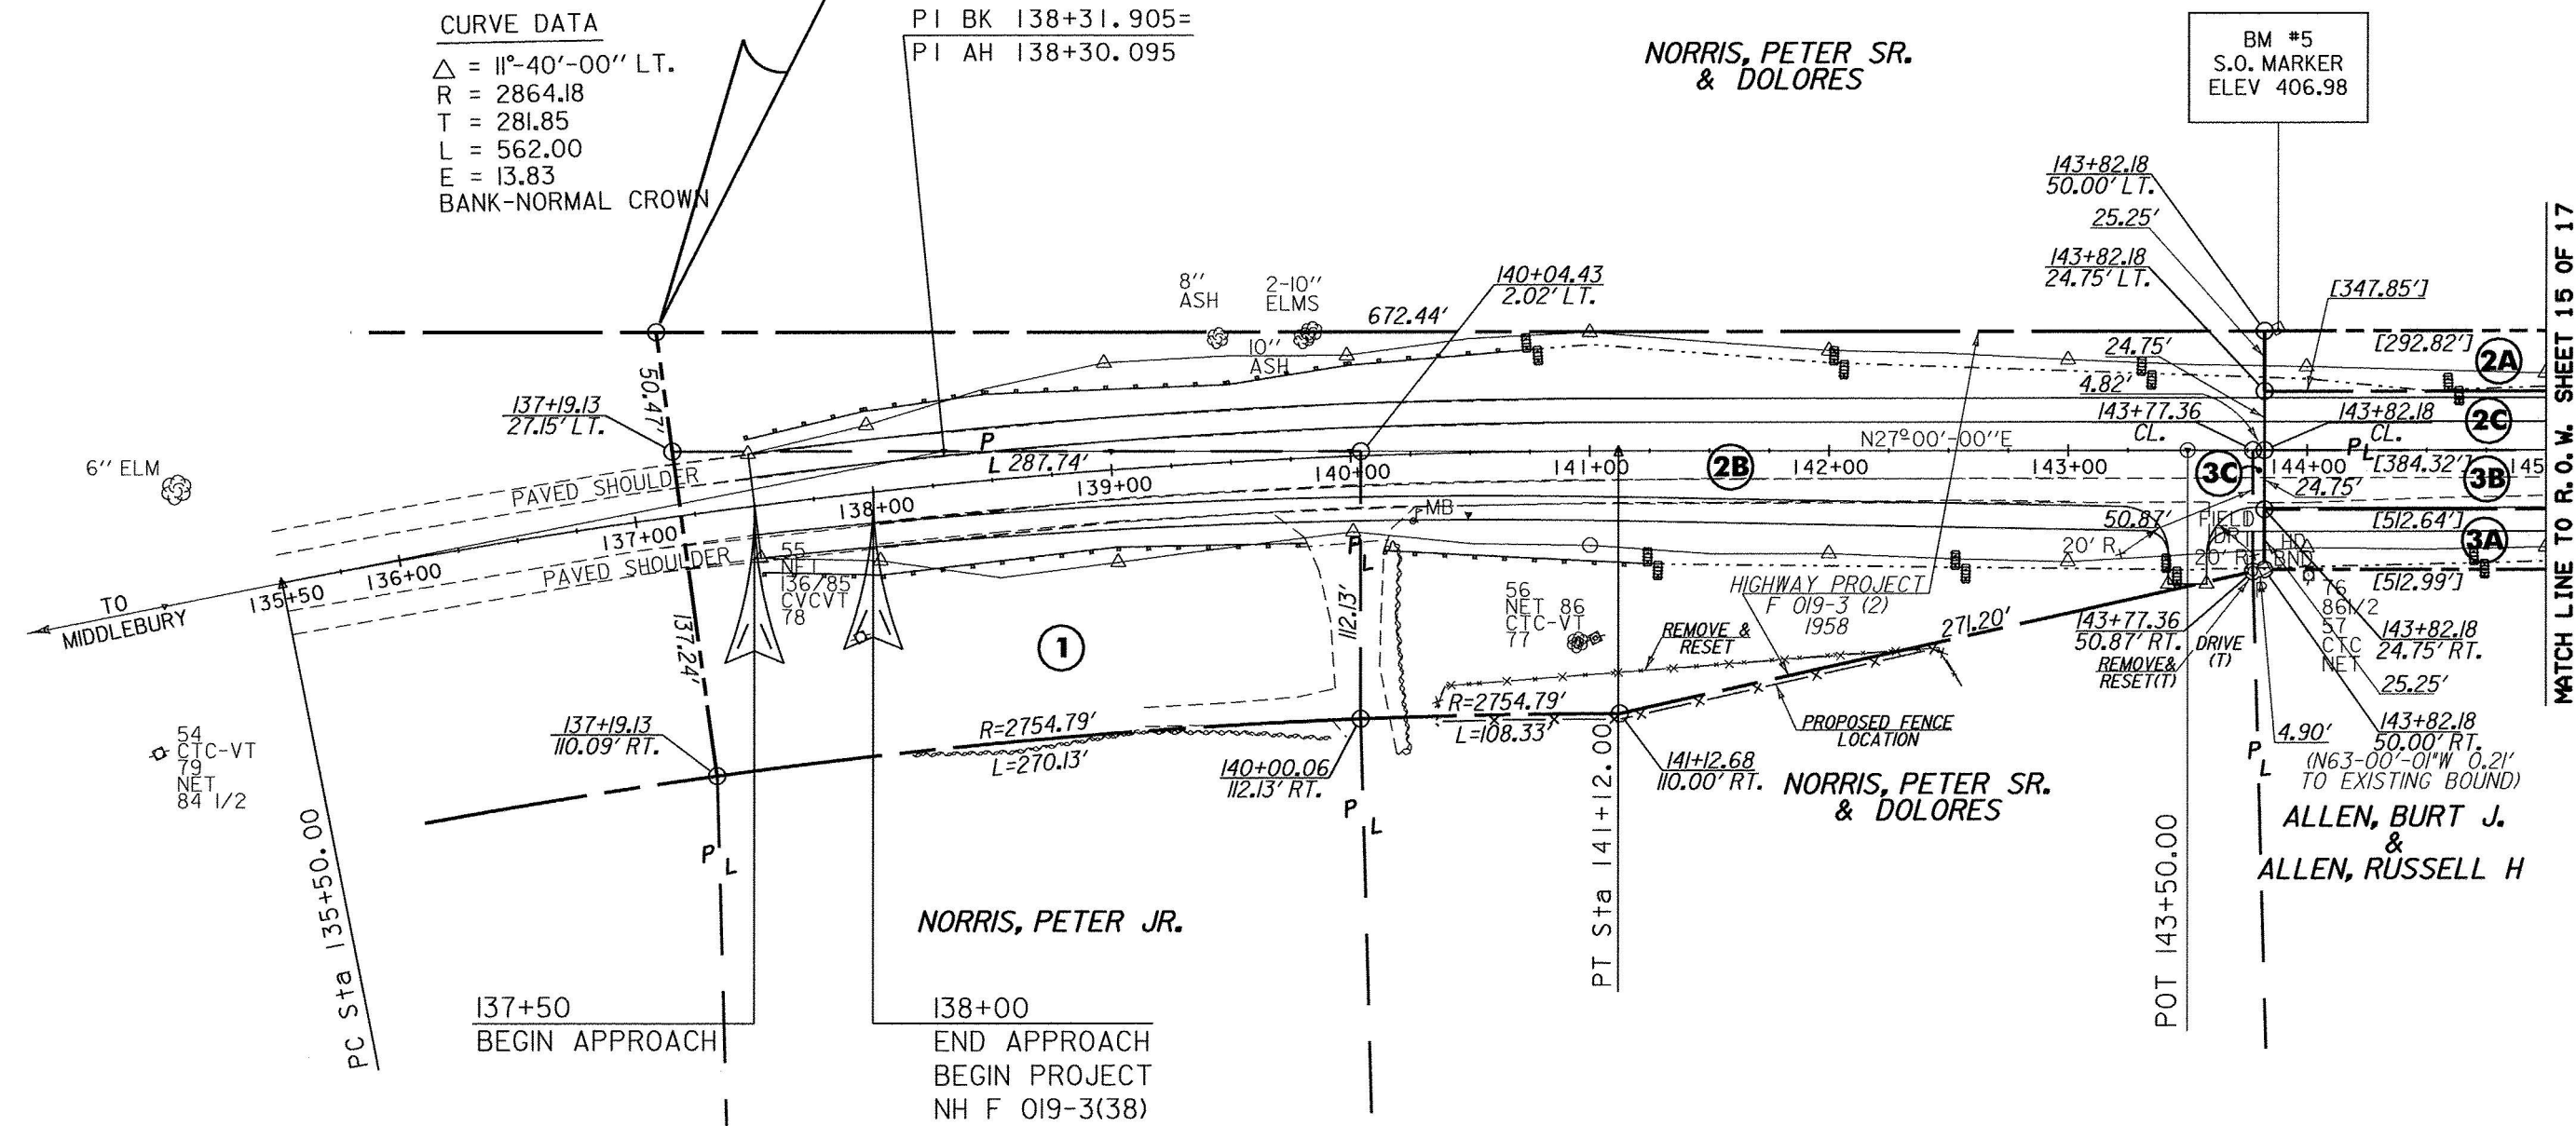 CURVE DATA
△ = 11°-40'-00'' LT.
R = 2864.18
T = 281.85
L = 562.00
E = 13.83
BANK-NORMAL CROWN
PI BK 138+31.905=
PI AH 138+30.095
NORRIS, PETER SR.
& DOLORES
BM #5
S.O. MARKER
ELEV 406.98
143+82.18
50.00' LT.
25.25'
143+82.18
24.75' LT.
[347.85']
MATCH LINE TO R.O.W. SHEET 15 OF 17
8''
ASH
2-10''
ELMS
10''
ASH
672.44'
140+04.43
2.02' LT.
50.47'
137+19.13
27.15' LT.
24.75'
[292.82']
2A
4.82'
143+77.36
CL.
143+82.18
CL.
2C
6'' ELM
P
L
287.74'
N27°00'-00''E
P
L
[384.32']
PAVED SHOULDER
135+50
136+00
137+00
138+00
139+00
140+00
141+00
142+00
143+00
144+00
145
2B
3C
3B
24.75'
PAVED SHOULDER
TO
MIDDLEBURY
MB
50.87'
FIELD
DR
20' R
20' R
HD
BND
[512.64']
3A
[512.99']
55
NET
136/85
CVCVT
78
P
L
112.13'
56
NET 86
CTC-VT
77
HIGHWAY PROJECT
F 019-3 (2)
1958
REMOVE &
RESET
271.20'
143+77.36
50.87' RT.
REMOVE&
RESET(T)
DRIVE
(T)
76
86 1/2
57
CTC
NET
143+82.18
24.75' RT.
25.25'
1
137.24'
54
CTC-VT
79
NET
84 1/2
137+19.13
110.09' RT.
R=2754.79'
L=270.13'
140+00.06
112.13' RT.
R=2754.79'
L=108.33'
PROPOSED FENCE
LOCATION
141+12.68
110.00' RT.
NORRIS, PETER SR.
& DOLORES
4.90'
143+82.18
50.00' RT.
(N63-00'-01"W 0.21'
TO EXISTING BOUND)
P
L
ALLEN, BURT J.
&
ALLEN, RUSSELL H
P
L
P
L
PC Sta 135+50.00
NORRIS, PETER JR.
PT Sta 141+12.00
POT 143+50.00
137+50
BEGIN APPROACH
138+00
END APPROACH
BEGIN PROJECT
NH F 019-3(38)